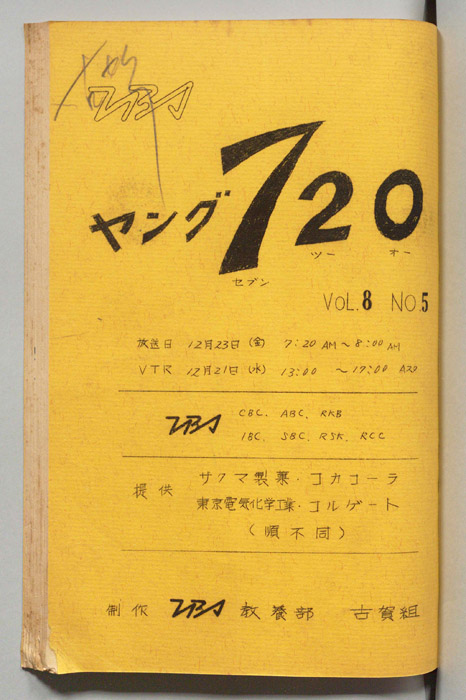 TBS
ヤング720
セブン ツー オー
VOL.8 NO.5
放送日 12月23日(金) 7:20AM~8:00AM
VTR 12月21日(水) 13:00 ~17:00
TBS CBC、ABC、RKB
IBC、SBC、RSK、RCC
提供 サクマ製菓・コカコーラ
東京電気化学工業・コルゲート
(順不同)
制作 TBS 教養部 古賀組